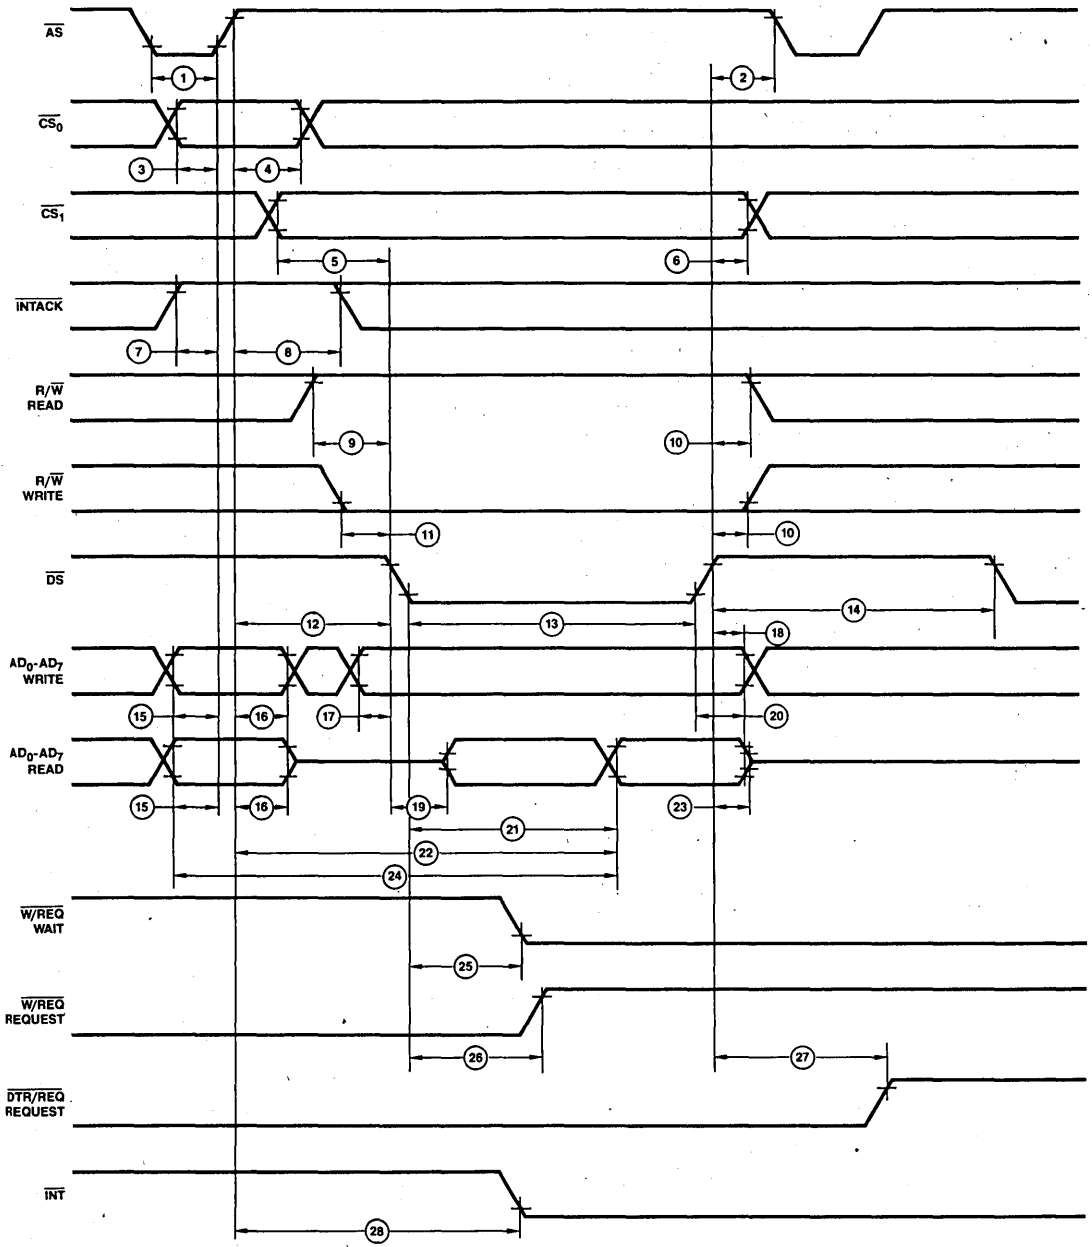 AS
1
2
CS0
3
4
CS1
5
6
INTACK
7
8
R/W
READ
9
10
R/W
WRITE
11
10
DS
12
13
14
18
AD0-AD7
WRITE
15
16
17
20
AD0-AD7
READ
15
16
19
23
21
22
24
W/REQ
WAIT
25
W/REQ
REQUEST
26
27
DTR/REQ
REQUEST
INT
28